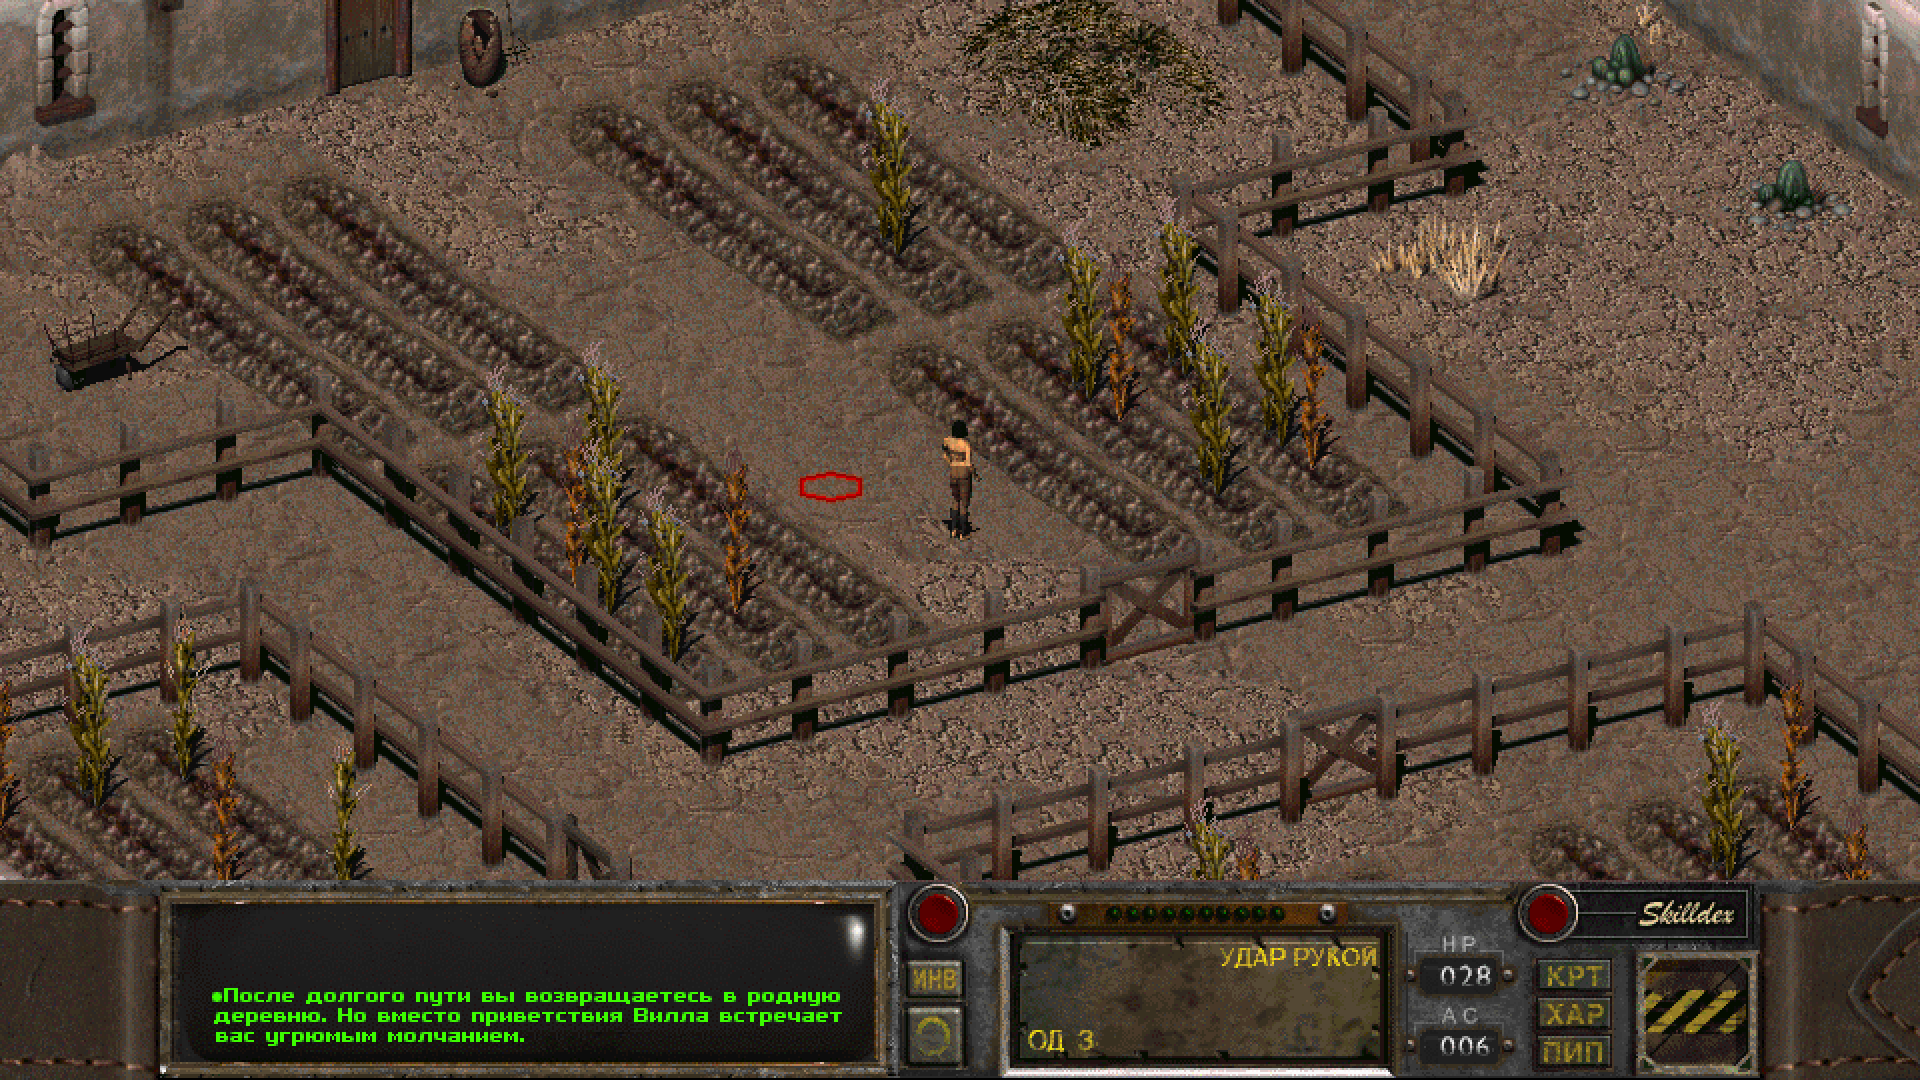 Skilldex
УДАР РУКОЙ
HP
ИНВ
028
КРТ
●После долгого пути вы возвращаетесь в родную
деревню. Но вместо приветствия Вилла встречает
вас угрюмым молчанием.
AC
ХАР
ОД 3
006
ПИП